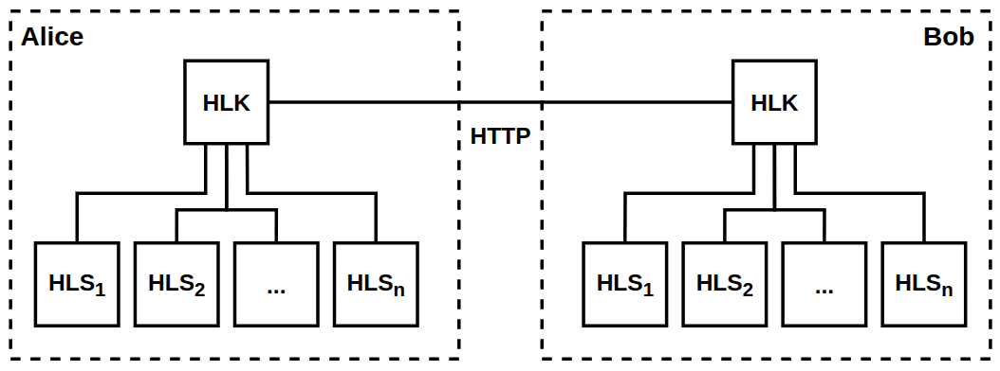 Alice
Bob
HLK
HLK
HTTP
HLS1
HLS2
...
HLSn
HLS1
HLS2
...
HLSn